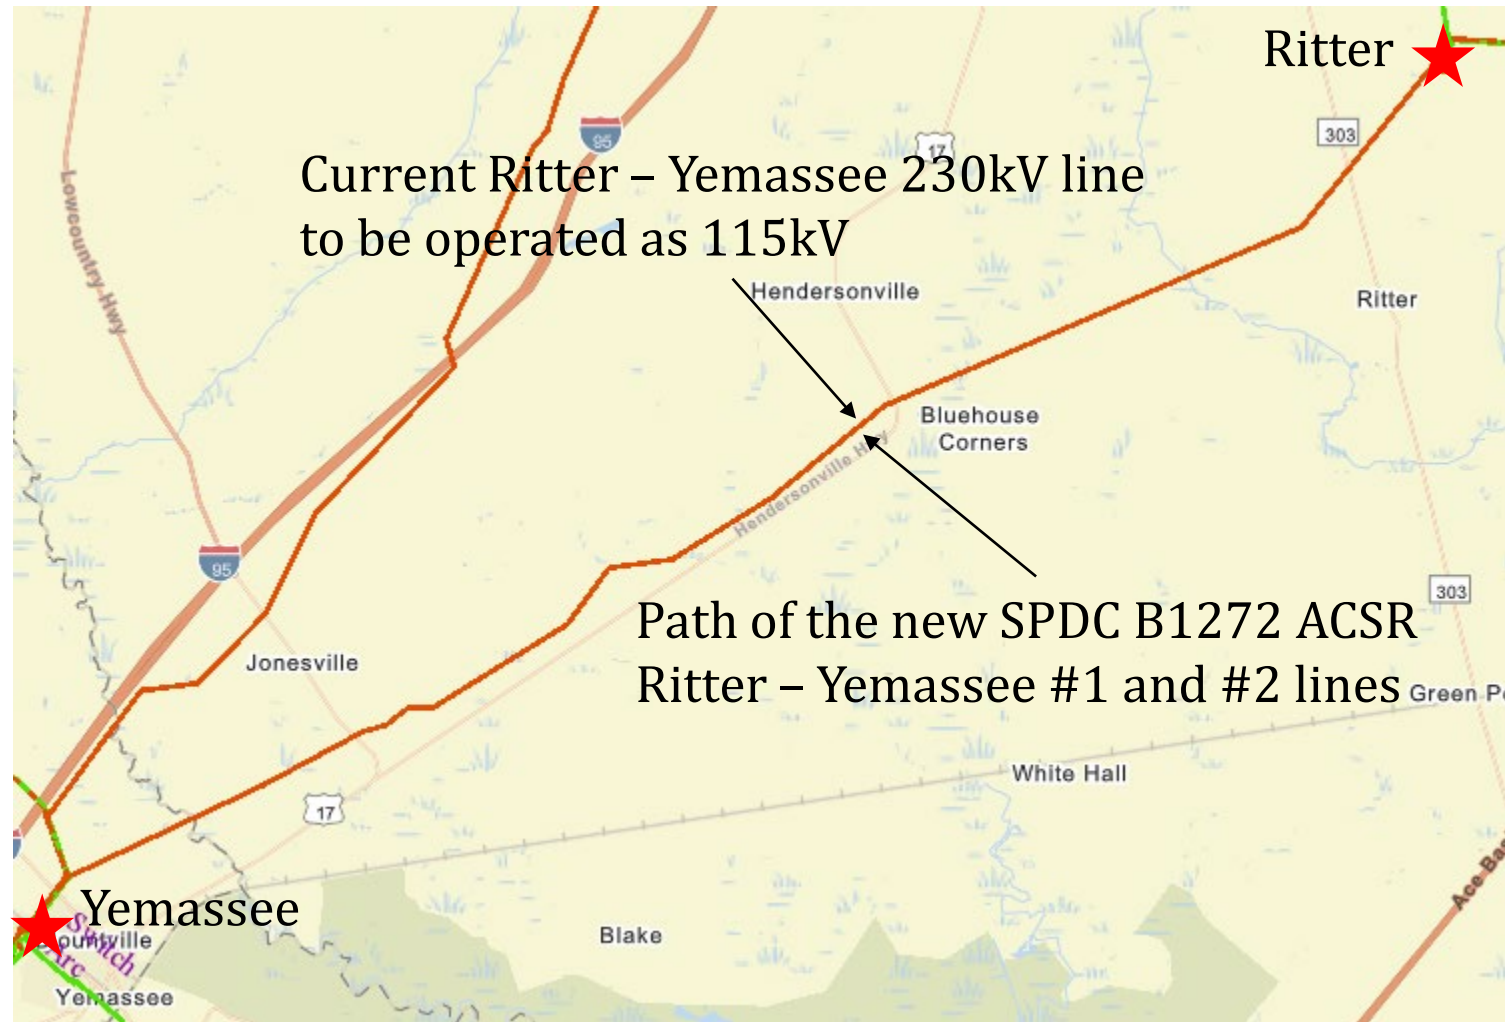 Ritter
303
95
17
Current Ritter – Yemassee 230kV line
to be operated as 115kV
Lowcountry Hwy
Hendersonville
Ritter
Bluehouse
Corners
Hendersonville Hwy
95
303
Path of the new SPDC B1272 ACSR
Ritter – Yemassee #1 and #2 lines
Jonesville
Green
White Hall
17
Ace
Yemassee
Blake
Yemassee